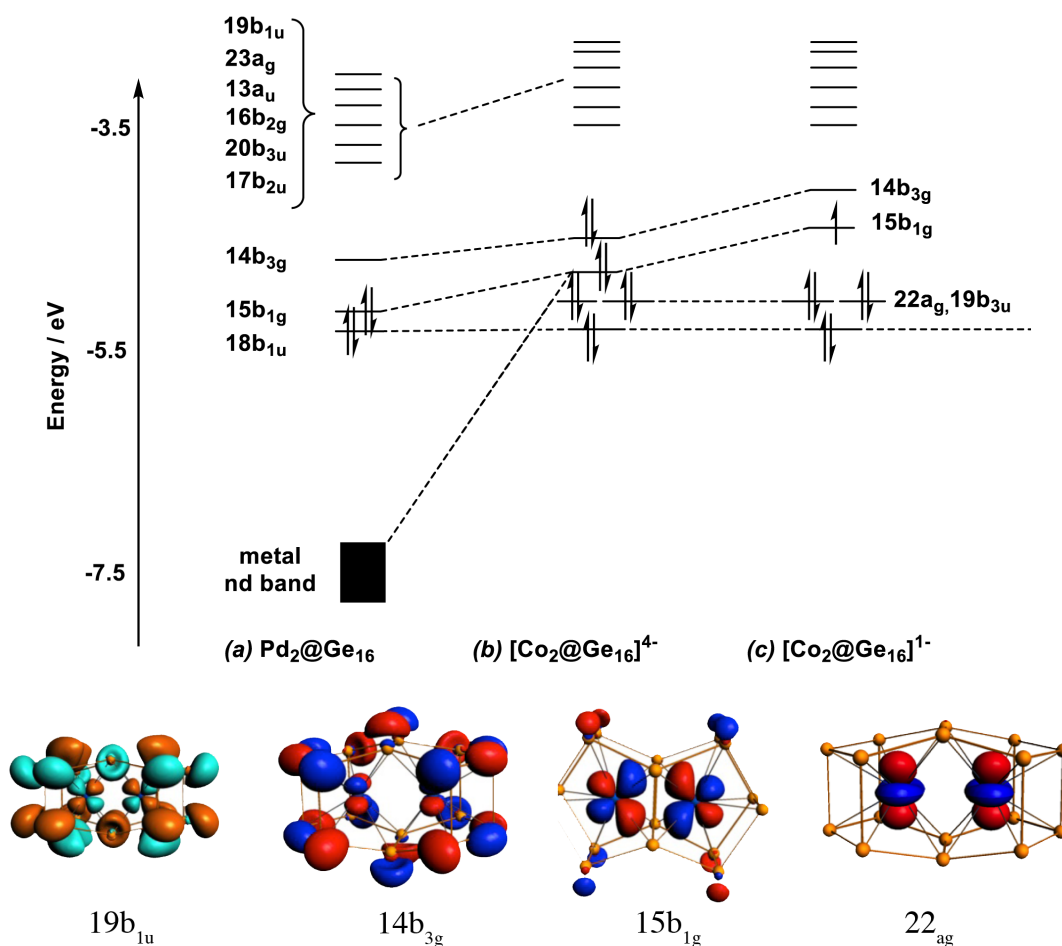 19b1u
23ag
13au
16b2g
20b3u
17b2u
-3.5
14b3g
15b1g
14b3g
15b1g
22ag,19b3u
18b1u
-5.5
Energy / eV
metal
nd band
-7.5
(a) Pd2@Ge16
(b) [Co2@Ge16]4-
(c) [Co2@Ge16]1-
19b1u
14b3g
15b1g
22ag